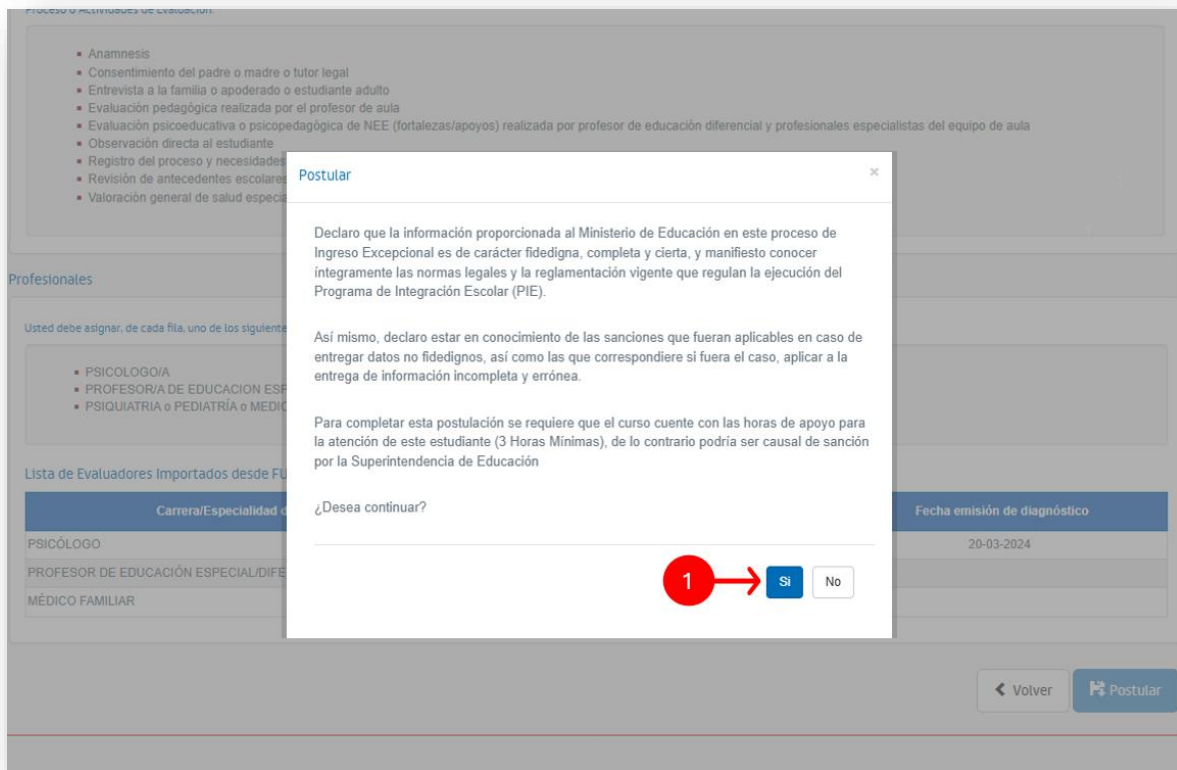 Proceso o Actividades de Evaluación:
Anamnesis
Consentimiento del padre o madre o tutor legal
Entrevista a la familia o apoderado o estudiante adulto
Evaluación pedagógica realizada por el profesor de aula
Evaluación psicoeducativa o psicopedagógica de NEE (fortalezas/apoyos) realizada por profesor de educación diferencial y profesionales especialistas del equipo de aula
Observación directa al estudiante
Registro del proceso y necesidades
Revisión de antecedentes escolares
Valoración general de salud especia
Postular
×
Declaro que la información proporcionada al Ministerio de Educación en este proceso de
Ingreso Excepcional es de carácter fidedigna, completa y cierta, y manifiesto conocer
íntegramente las normas legales y la reglamentación vigente que regulan la ejecución del
Programa de Integración Escolar (PIE).
Así mismo, declaro estar en conocimiento de las sanciones que fueran aplicables en caso de
entregar datos no fidedignos, así como las que correspondiere si fuera el caso, aplicar a la
entrega de información incompleta y errónea.
Para completar esta postulación se requiere que el curso cuente con las horas de apoyo para
la atención de este estudiante (3 Horas Mínimas), de lo contrario podría ser causal de sanción
por la Superintendencia de Educación
¿Desea continuar?
1
Si
No
Profesionales
Usted debe asignar, de cada fila, uno de los siguiente
PSICOLOGO/A
PROFESOR/A DE EDUCACION ESP
PSIQUIATRIA o PEDIATRÍA o MEDIC
Lista de Evaluadores Importados desde FU
Carrera/Especialidad d
Fecha emisión de diagnóstico
PSICÓLOGO
20-03-2024
PROFESOR DE EDUCACIÓN ESPECIAL/DIFE
MÉDICO FAMILIAR
Volver
Postular